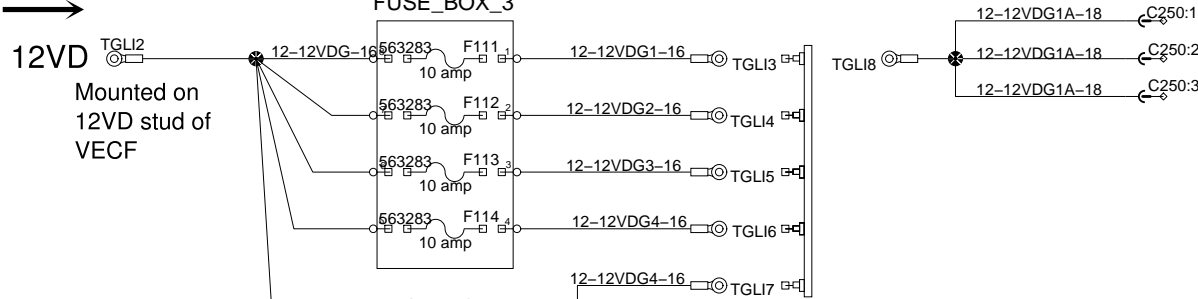 FUSE_BOX_3
12VD
TGLI2
12-12VDG-16
563283
F111
1
10 amp
12-12VDG1-16
TGLI3
Mounted on
12VD stud of
VECF
563283
F112
2
10 amp
12-12VDG2-16
TGLI4
563283
F113
3
10 amp
12-12VDG3-16
TGLI5
563283
F114
4
10 amp
12-12VDG4-16
TGLI6
12-12VDG4-16
TGLI7
TGLI8
12-12VDG1A-18
C250:1
12-12VDG1A-18
C250:2
12-12VDG1A-18
C250:3